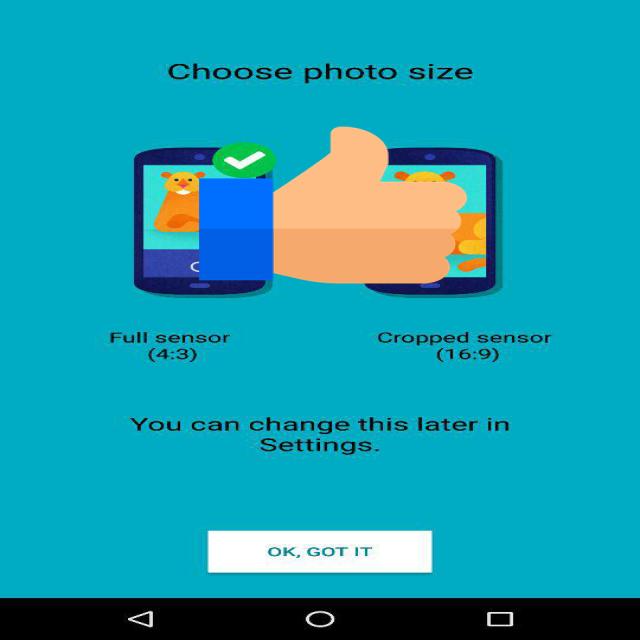 Choose photo size
Full sensor
(4:3)
Cropped sensor
(16:9)
You can change this later in
Settings.
OK, GOT IT